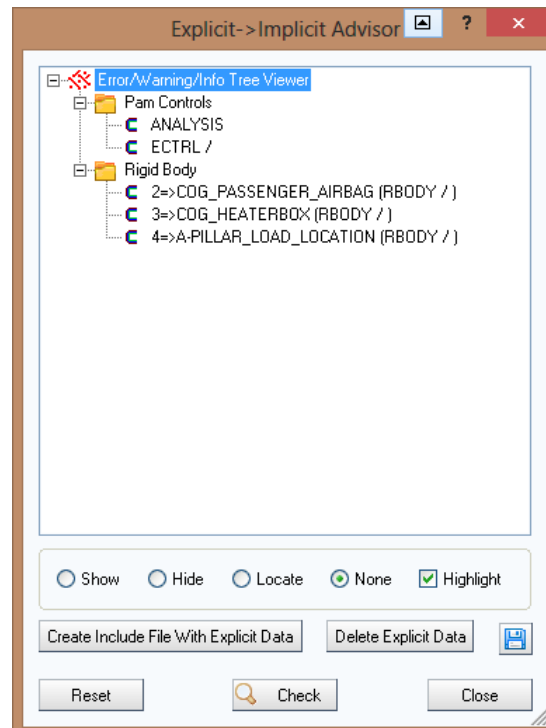 Explicit->Implicit Advisor ?
Error/Warning/Info Tree Viewer
Pam Controls
ANALYSIS
ECTRL /
Rigid Body
2=>COG_PASSENGER_AIRBAG (RBODY / )
3=>COG_HEATERBOX (RBODY / )
4=>A-PILLAR_LOAD_LOCATION (RBODY / )
Show Hide Locate None Highlight
Create Include File With Explicit Data Delete Explicit Data
Reset Check Close